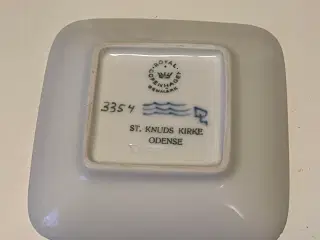 ROYAL
COPENHAGEN
DENMARK
3354
ST. KNUDS KIRKE
ODENSE